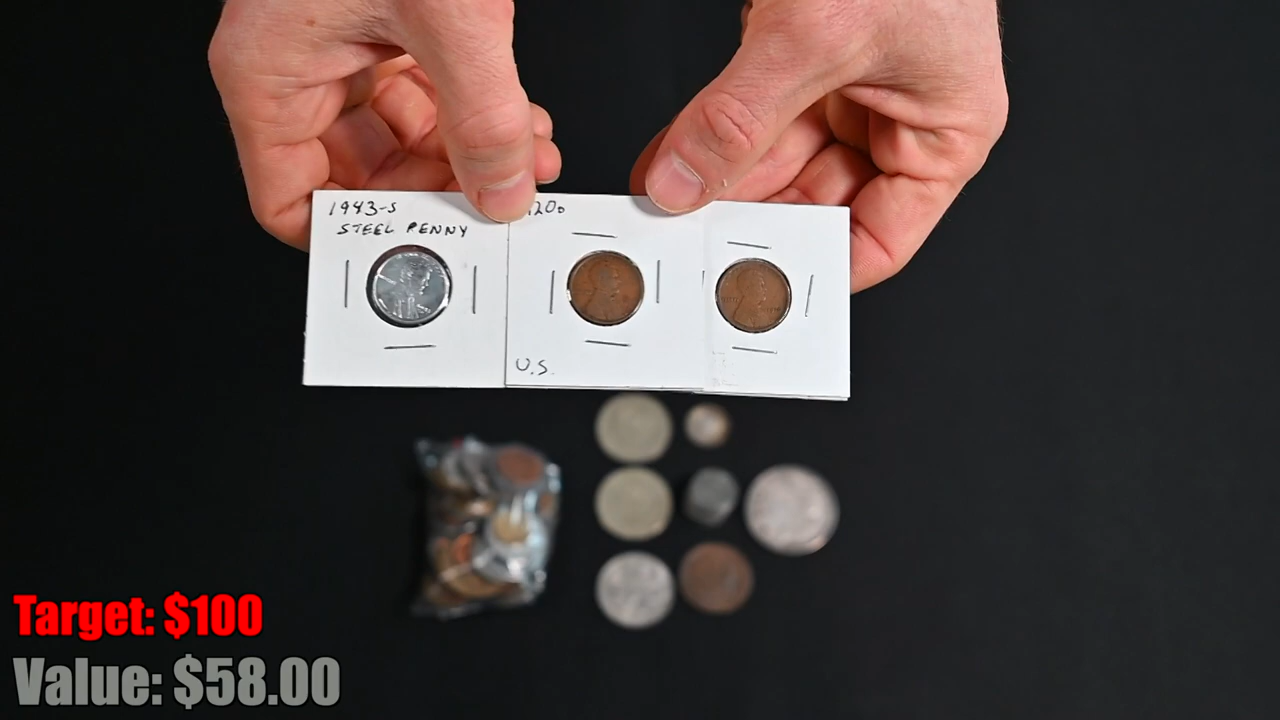 1943-S
STEEL PENNY
U.S.
Target: $100
Value: $58.00